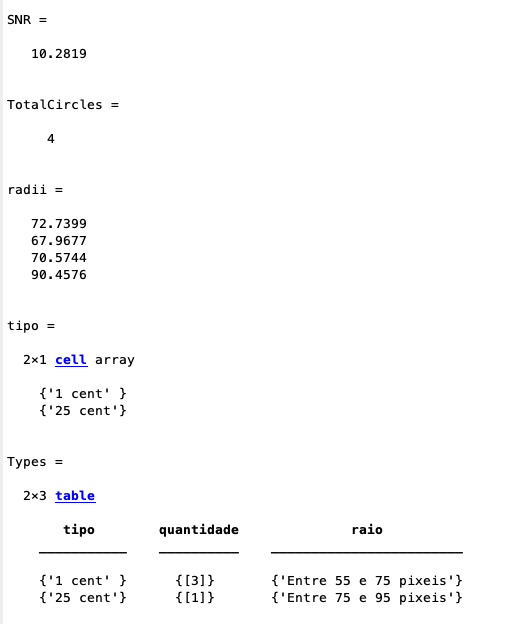 SNR =
10.2819
TotalCircles =
4
radii =
72.7399
67.9677
70.5744
90.4576
tipo =
2×1 cell array
{'1 cent' }
{'25 cent'}
Types =
2×3 table
tipo quantidade raio
{'1 cent' } {[3]} {'Entre 55 e 75 pixeis'}
{'25 cent'} {[1]} {'Entre 75 e 95 pixeis'}